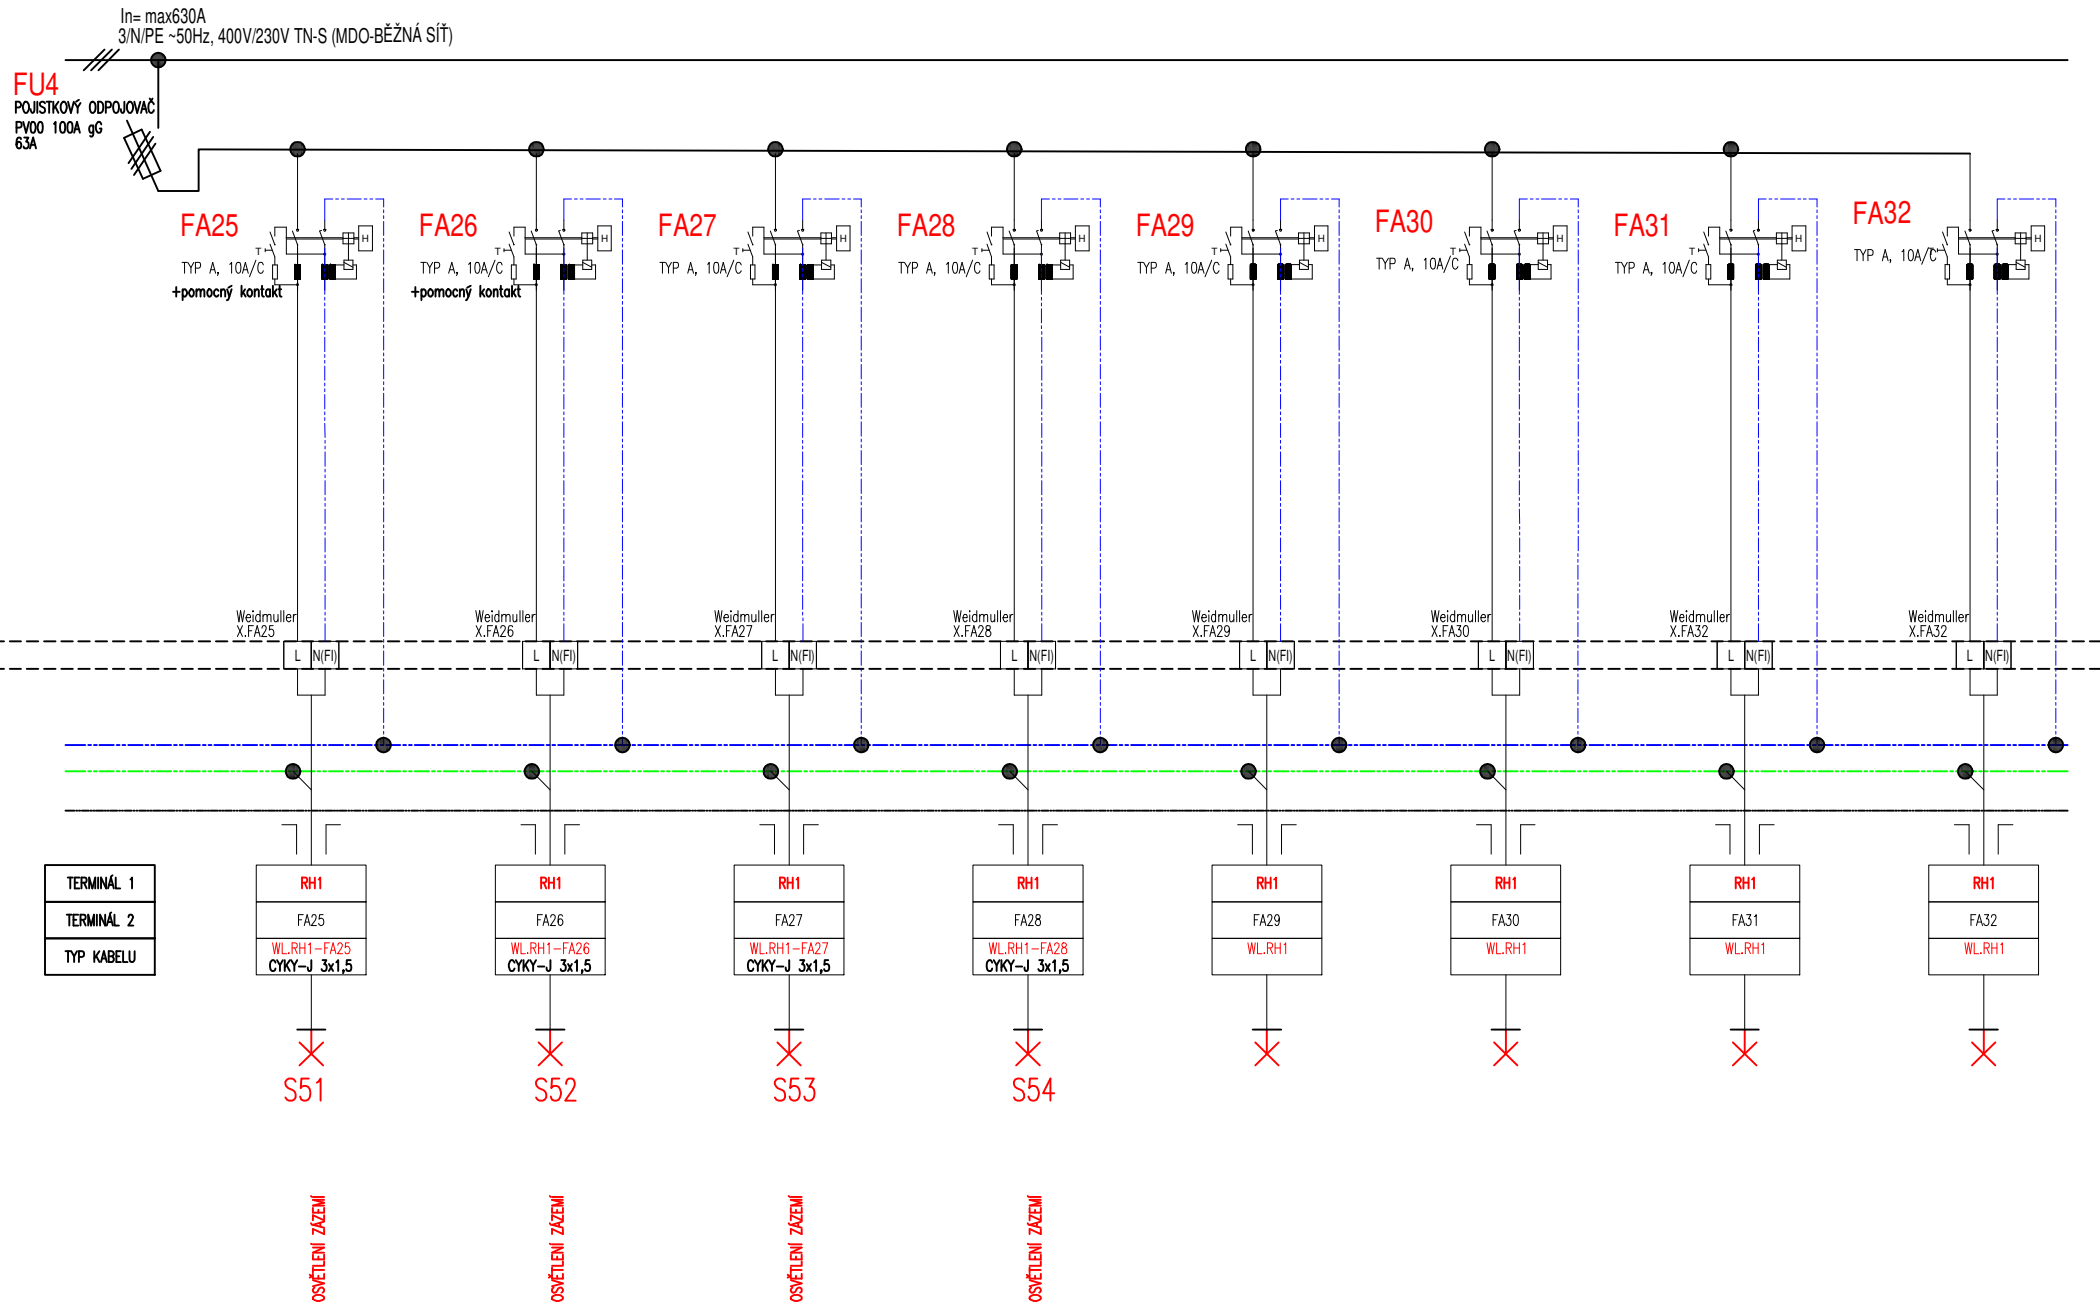 In= max630A
3/N/PE ~50Hz, 400V/230V TN-S (MDO-BĚŽNÁ SÍŤ)
FU4
POJISTKOVÝ ODPOJOVAČ
PV00 100A gG
63A
FA25
TYP A, 10A/C
+pomocný kontakt
T
H
FA26
TYP A, 10A/C
+pomocný kontakt
T
H
FA27
TYP A, 10A/C
T
H
FA28
TYP A, 10A/C
T
H
FA29
TYP A, 10A/C
T
H
FA30
TYP A, 10A/C
T
H
FA31
TYP A, 10A/C
T
H
FA32
TYP A, 10A/C
T
H
Weidmuller
X.FA25
L N(FI)
Weidmuller
X.FA26
L N(FI)
Weidmuller
X.FA27
L N(FI)
Weidmuller
X.FA28
L N(FI)
Weidmuller
X.FA29
L N(FI)
Weidmuller
X.FA30
L N(FI)
Weidmuller
X.FA32
L N(FI)
Weidmuller
X.FA32
L N(FI)
TERMINÁL 1
TERMINÁL 2
TYP KABELU
RH1
FA25
WL.RH1-FA25
CYKY-J 3x1,5
RH1
FA26
WL.RH1-FA26
CYKY-J 3x1,5
RH1
FA27
WL.RH1-FA27
CYKY-J 3x1,5
RH1
FA28
WL.RH1-FA28
CYKY-J 3x1,5
RH1
FA29
WL.RH1
RH1
FA30
WL.RH1
RH1
FA31
WL.RH1
RH1
FA32
WL.RH1
S51
S52
S53
S54
OSVĚTLENÍ ZÁZEMÍ
OSVĚTLENÍ ZÁZEMÍ
OSVĚTLENÍ ZÁZEMÍ
OSVĚTLENÍ ZÁZEMÍ